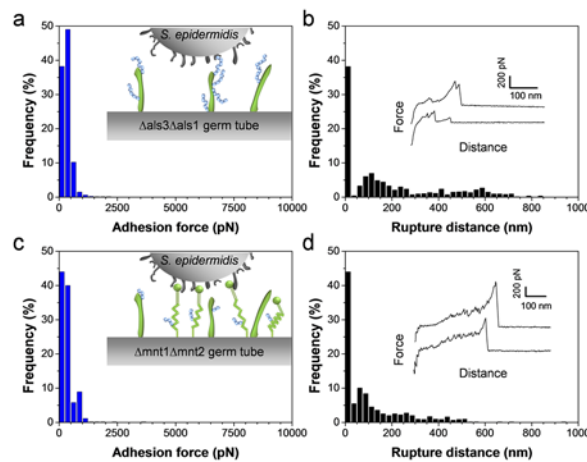 a
50
40
30
20
10
0
Frequency (%)
S. epidermidis
Δals3Δals1 germ tube
0 2500 5000 7500 10000
Adhesion force (pN)
b
50
40
30
20
10
0
Frequency (%)
200 pN
100 nm
Force
Distance
0 200 400 600 800 1000
Rupture distance (nm)
c
50
40
30
20
10
0
Frequency (%)
S. epidermidis
Δmnt1Δmnt2 germ tube
0 2500 5000 7500 10000
Adhesion force (pN)
d
50
40
30
20
10
0
Frequency (%)
200 pN
100 nm
Force
Distance
0 200 400 600 800 1000
Rupture distance (nm)